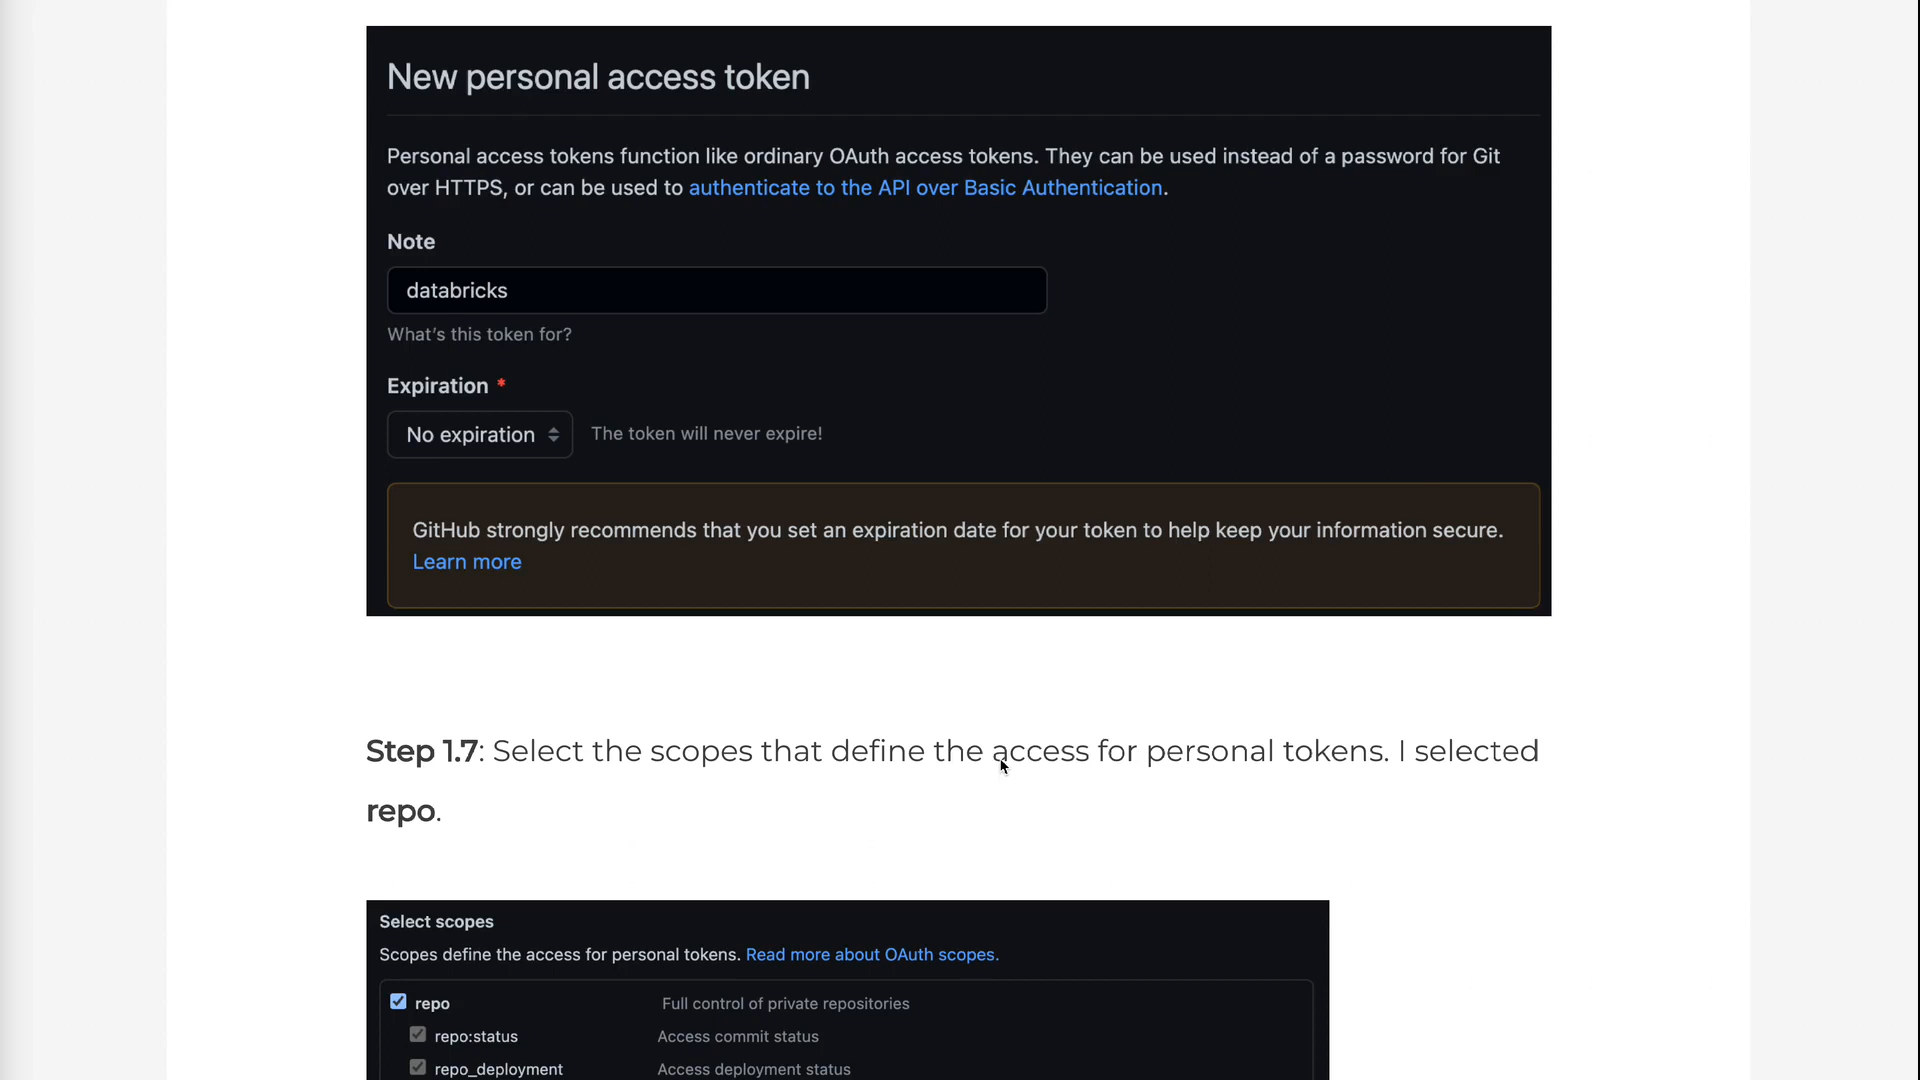 New personal access token
Personal access tokens function like ordinary OAuth access tokens. They can be used instead of a password for Git
over HTTPS, or can be used to authenticate to the API over Basic Authentication.
Note
databricks
What's this token for?
Expiration *
No expiration
The token will never expire!
GitHub strongly recommends that you set an expiration date for your token to help keep your information secure.
Learn more
Step 1.7: Select the scopes that define the access for personal tokens. I selected
repo.
Select scopes
Scopes define the access for personal tokens. Read more about OAuth scopes.
repo Full control of private repositories
repo:status Access commit status
repo_deployment Access deployment status